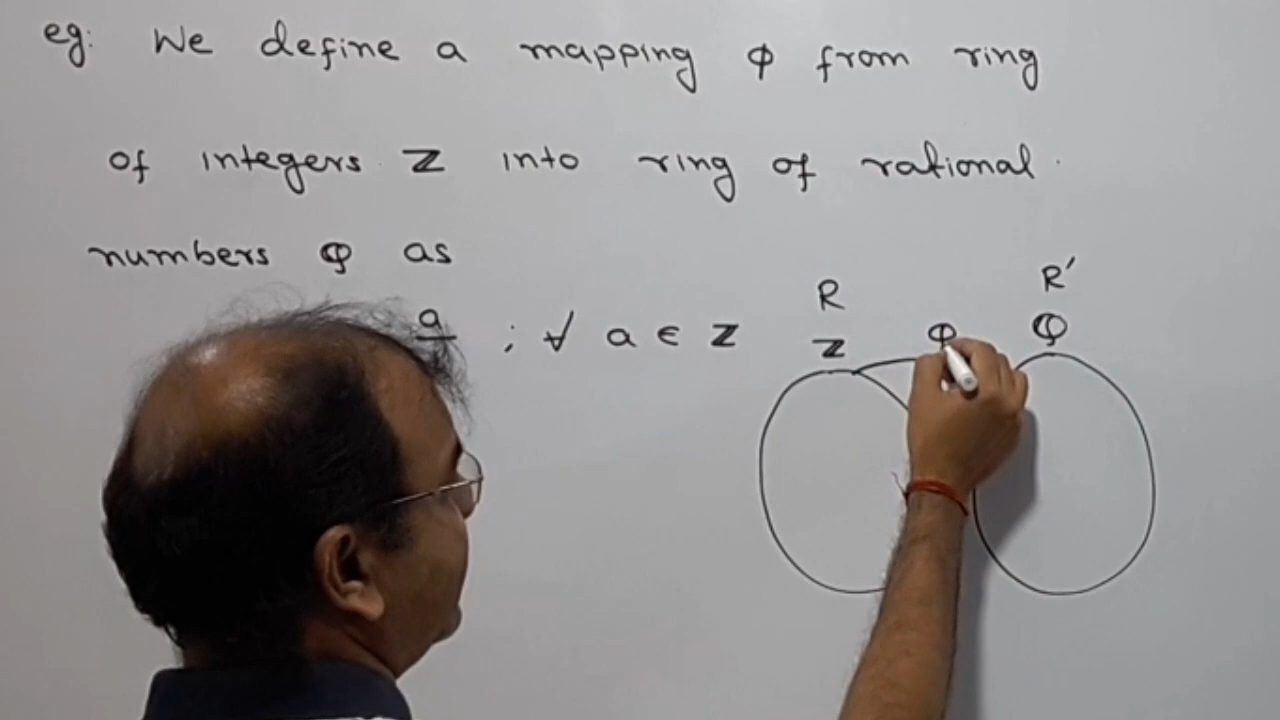 eg: We define a mapping φ from ring
of integers Z into ring of rational
numbers Q as
a ; ∀ a ∈ Z
R R'
Z φ Q